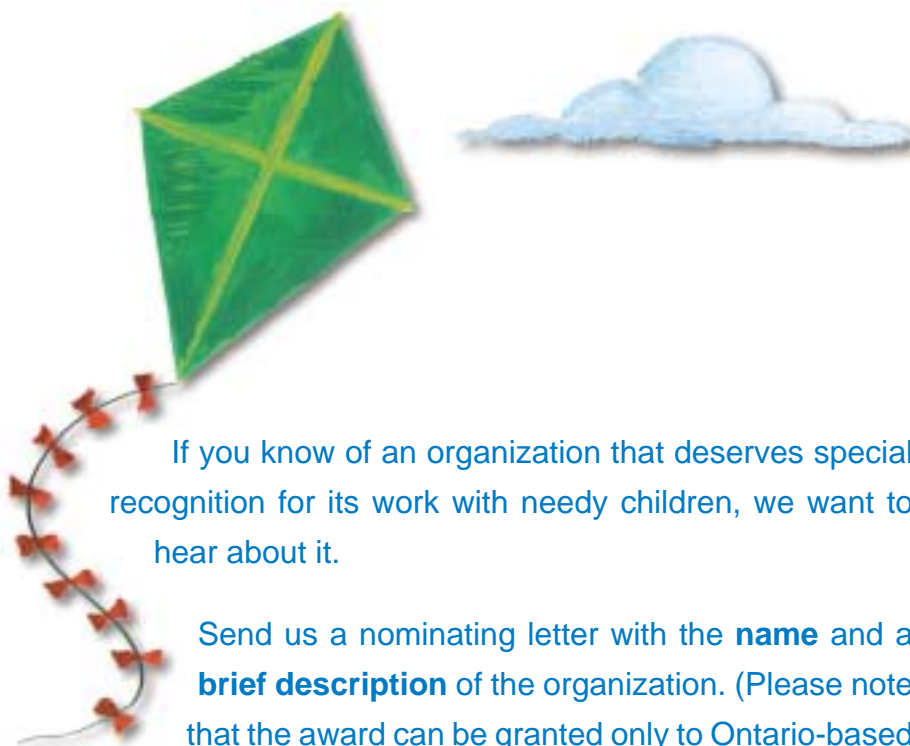 If you know of an organization that deserves special
recognition for its work with needy children, we want to
hear about it.
Send us a nominating letter with the name and a
brief description of the organization. (Please note
that the award can be granted only to Ontario-based